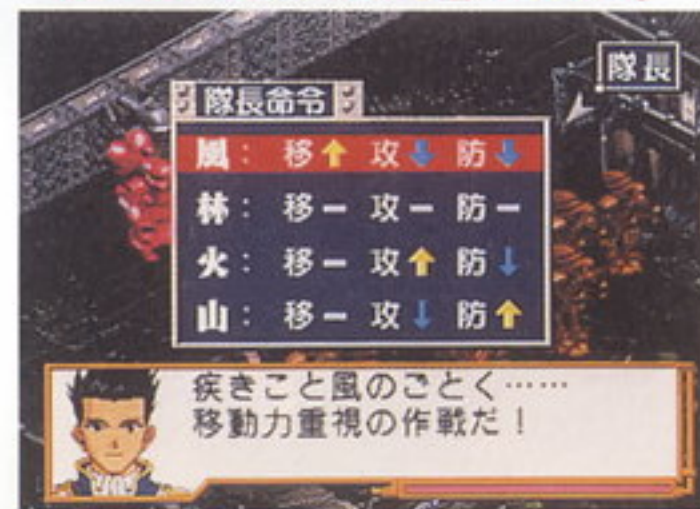 隊長
隊長命令
風： 移↑ 攻↓ 防↓
林： 移ー 攻ー 防ー
火： 移ー 攻↑ 防↓
山： 移ー 攻↓ 防↑
疾きこと風のごとく……
移動力重視の作戦だ！